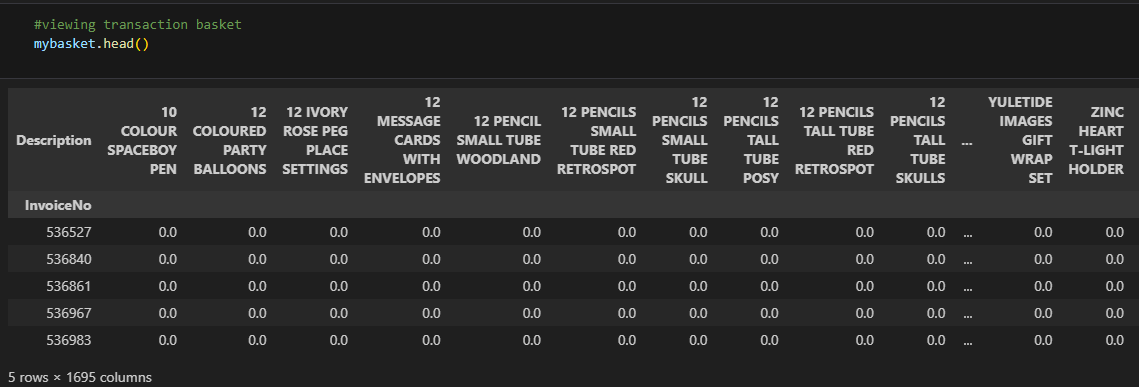 #viewing transaction basket
mybasket.head()
Description 10 COLOUR SPACEBOY PEN 12 COLOURED PARTY BALLOONS 12 IVORY ROSE PEG PLACE SETTINGS 12 MESSAGE CARDS WITH ENVELOPES 12 PENCIL SMALL TUBE WOODLAND 12 PENCILS SMALL TUBE RED RETROSPOT 12 PENCILS SMALL TUBE SKULL 12 PENCILS TALL TUBE POSY 12 PENCILS TALL TUBE RED RETROSPOT 12 PENCILS TALL TUBE SKULLS ... YULETIDE IMAGES GIFT WRAP SET ZINC HEART T-LIGHT HOLDER
InvoiceNo
536527 0.0 0.0 0.0 0.0 0.0 0.0 0.0 0.0 0.0 0.0 ... 0.0 0.0
536840 0.0 0.0 0.0 0.0 0.0 0.0 0.0 0.0 0.0 0.0 ... 0.0 0.0
536861 0.0 0.0 0.0 0.0 0.0 0.0 0.0 0.0 0.0 0.0 ... 0.0 0.0
536967 0.0 0.0 0.0 0.0 0.0 0.0 0.0 0.0 0.0 0.0 ... 0.0 0.0
536983 0.0 0.0 0.0 0.0 0.0 0.0 0.0 0.0 0.0 0.0 ... 0.0 0.0
5 rows × 1695 columns